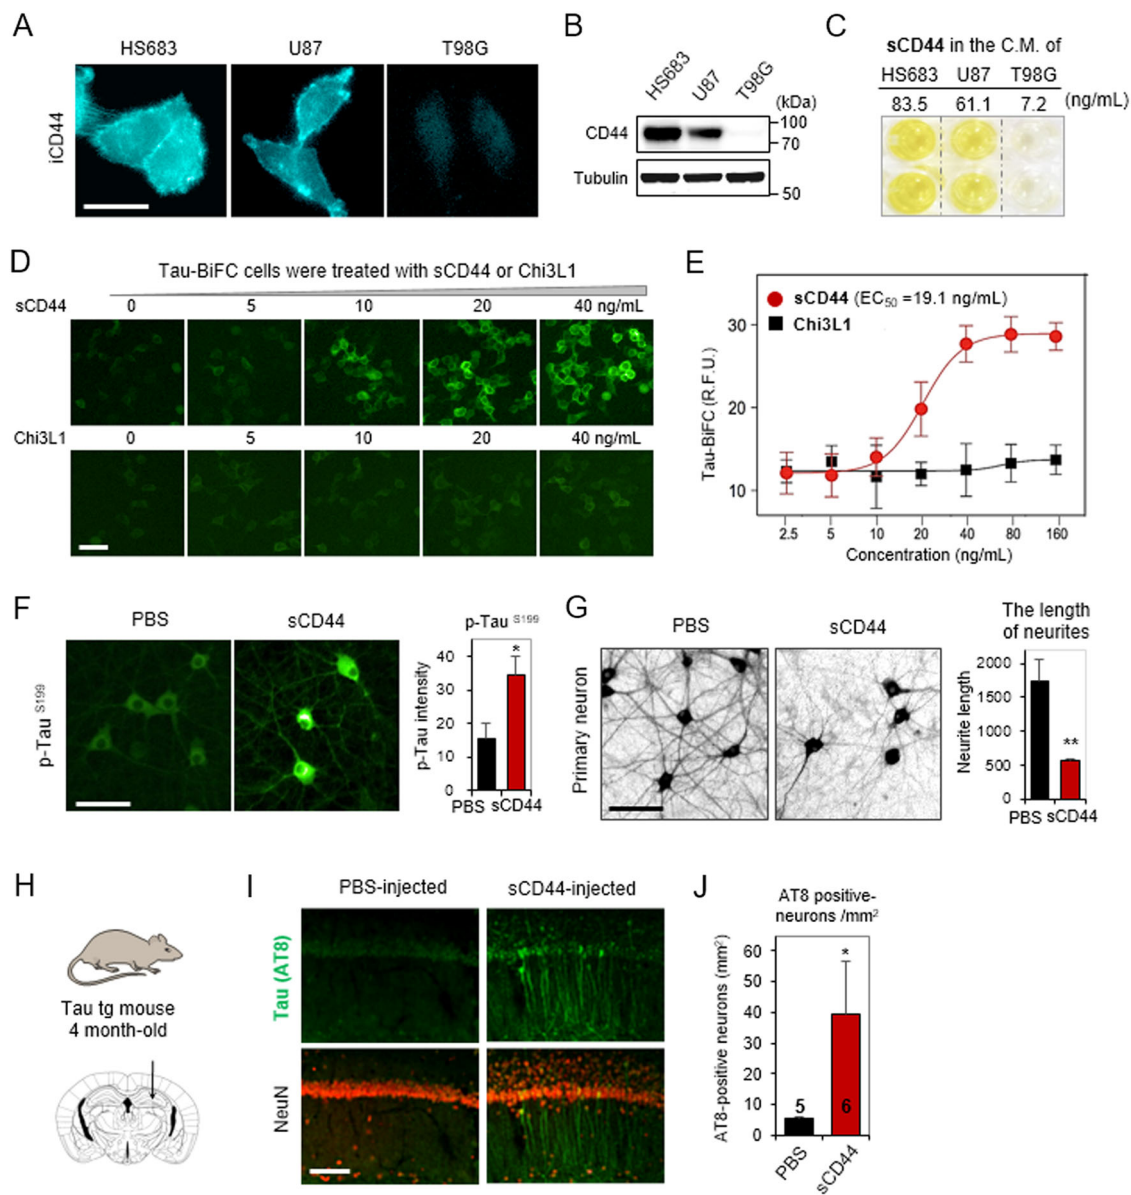 A
HS683 U87 T98G
iCD44
B
HS683 U87 T98G
(kDa)
CD44
100
70
Tubulin
50
C
sCD44 in the C.M. of
HS683 U87 T98G
83.5 61.1 7.2 (ng/mL)
D
Tau-BiFC cells were treated with sCD44 or Chi3L1
sCD44 0 5 10 20 40 ng/mL
Chi3L1 0 5 10 20 40 ng/mL
E
sCD44 (EC50 =19.1 ng/mL)
Chi3L1
Tau-BiFC (R.F.U.)
30
20
10
2.5 5 10 20 40 80 160
Concentration (ng/mL)
F
PBS sCD44
p-Tau S199
p-Tau S199
p-Tau intensity
40
30
20
10
0
*
PBS sCD44
G
PBS sCD44
Primary neuron
The length
of neurites
Neurite length
2000
1500
1000
500
0
**
PBS sCD44
H
Tau tg mouse
4 month-old
I
PBS-injected sCD44-injected
Tau (AT8)
NeuN
J
AT8 positive-
neurons /mm2
AT8-positive neurons (mm2)
60
50
40
30
20
10
0
*
5 6
PBS sCD44